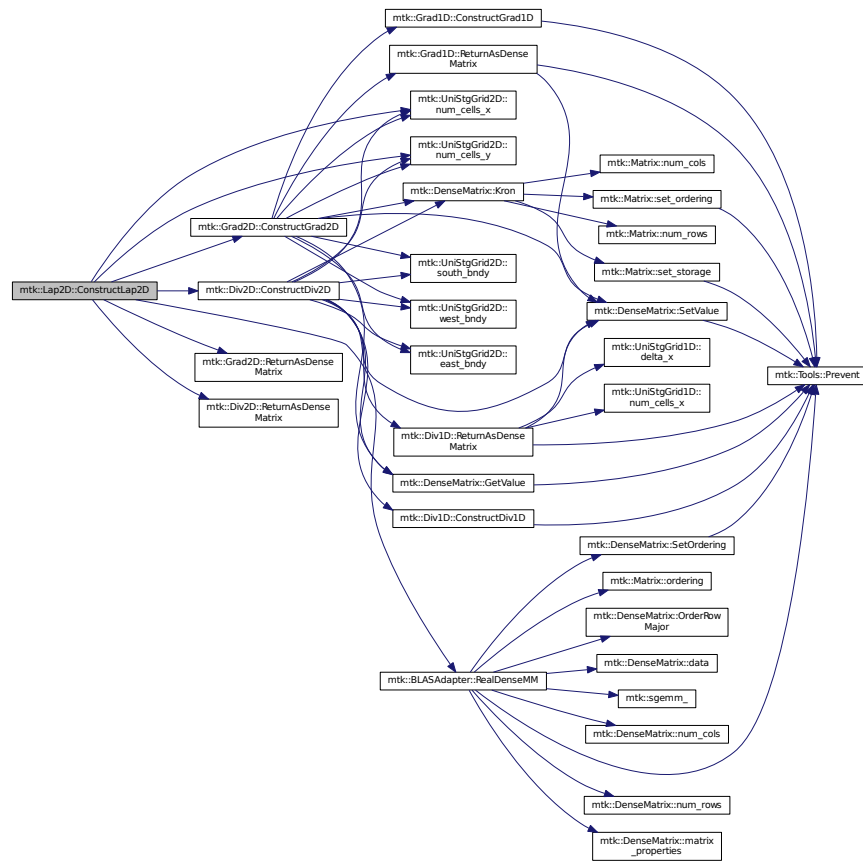 mtk::Grad1D::ConstructGrad1D
mtk::Grad1D::ReturnAsDense
Matrix
mtk::UniStgGrid2D::
num_cells_x
mtk::UniStgGrid2D::
num_cells_y
mtk::Matrix::num_cols
mtk::DenseMatrix::Kron
mtk::Matrix::set_ordering
mtk::Grad2D::ConstructGrad2D
mtk::Matrix::num_rows
mtk::UniStgGrid2D::
south_bndy
mtk::Matrix::set_storage
mtk::Lap2D::ConstructLap2D
mtk::Div2D::ConstructDiv2D
mtk::UniStgGrid2D::
west_bndy
mtk::DenseMatrix::SetValue
mtk::UniStgGrid2D::
east_bndy
mtk::UniStgGrid1D::
delta_x
mtk::Grad2D::ReturnAsDense
Matrix
mtk::Tools::Prevent
mtk::UniStgGrid1D::
num_cells_x
mtk::Div2D::ReturnAsDense
Matrix
mtk::Div1D::ReturnAsDense
Matrix
mtk::DenseMatrix::GetValue
mtk::Div1D::ConstructDiv1D
mtk::DenseMatrix::SetOrdering
mtk::Matrix::ordering
mtk::DenseMatrix::OrderRow
Major
mtk::DenseMatrix::data
mtk::BLASAdapter::RealDenseMM
mtk::sgemm_
mtk::DenseMatrix::num_cols
mtk::DenseMatrix::num_rows
mtk::DenseMatrix::matrix
_properties